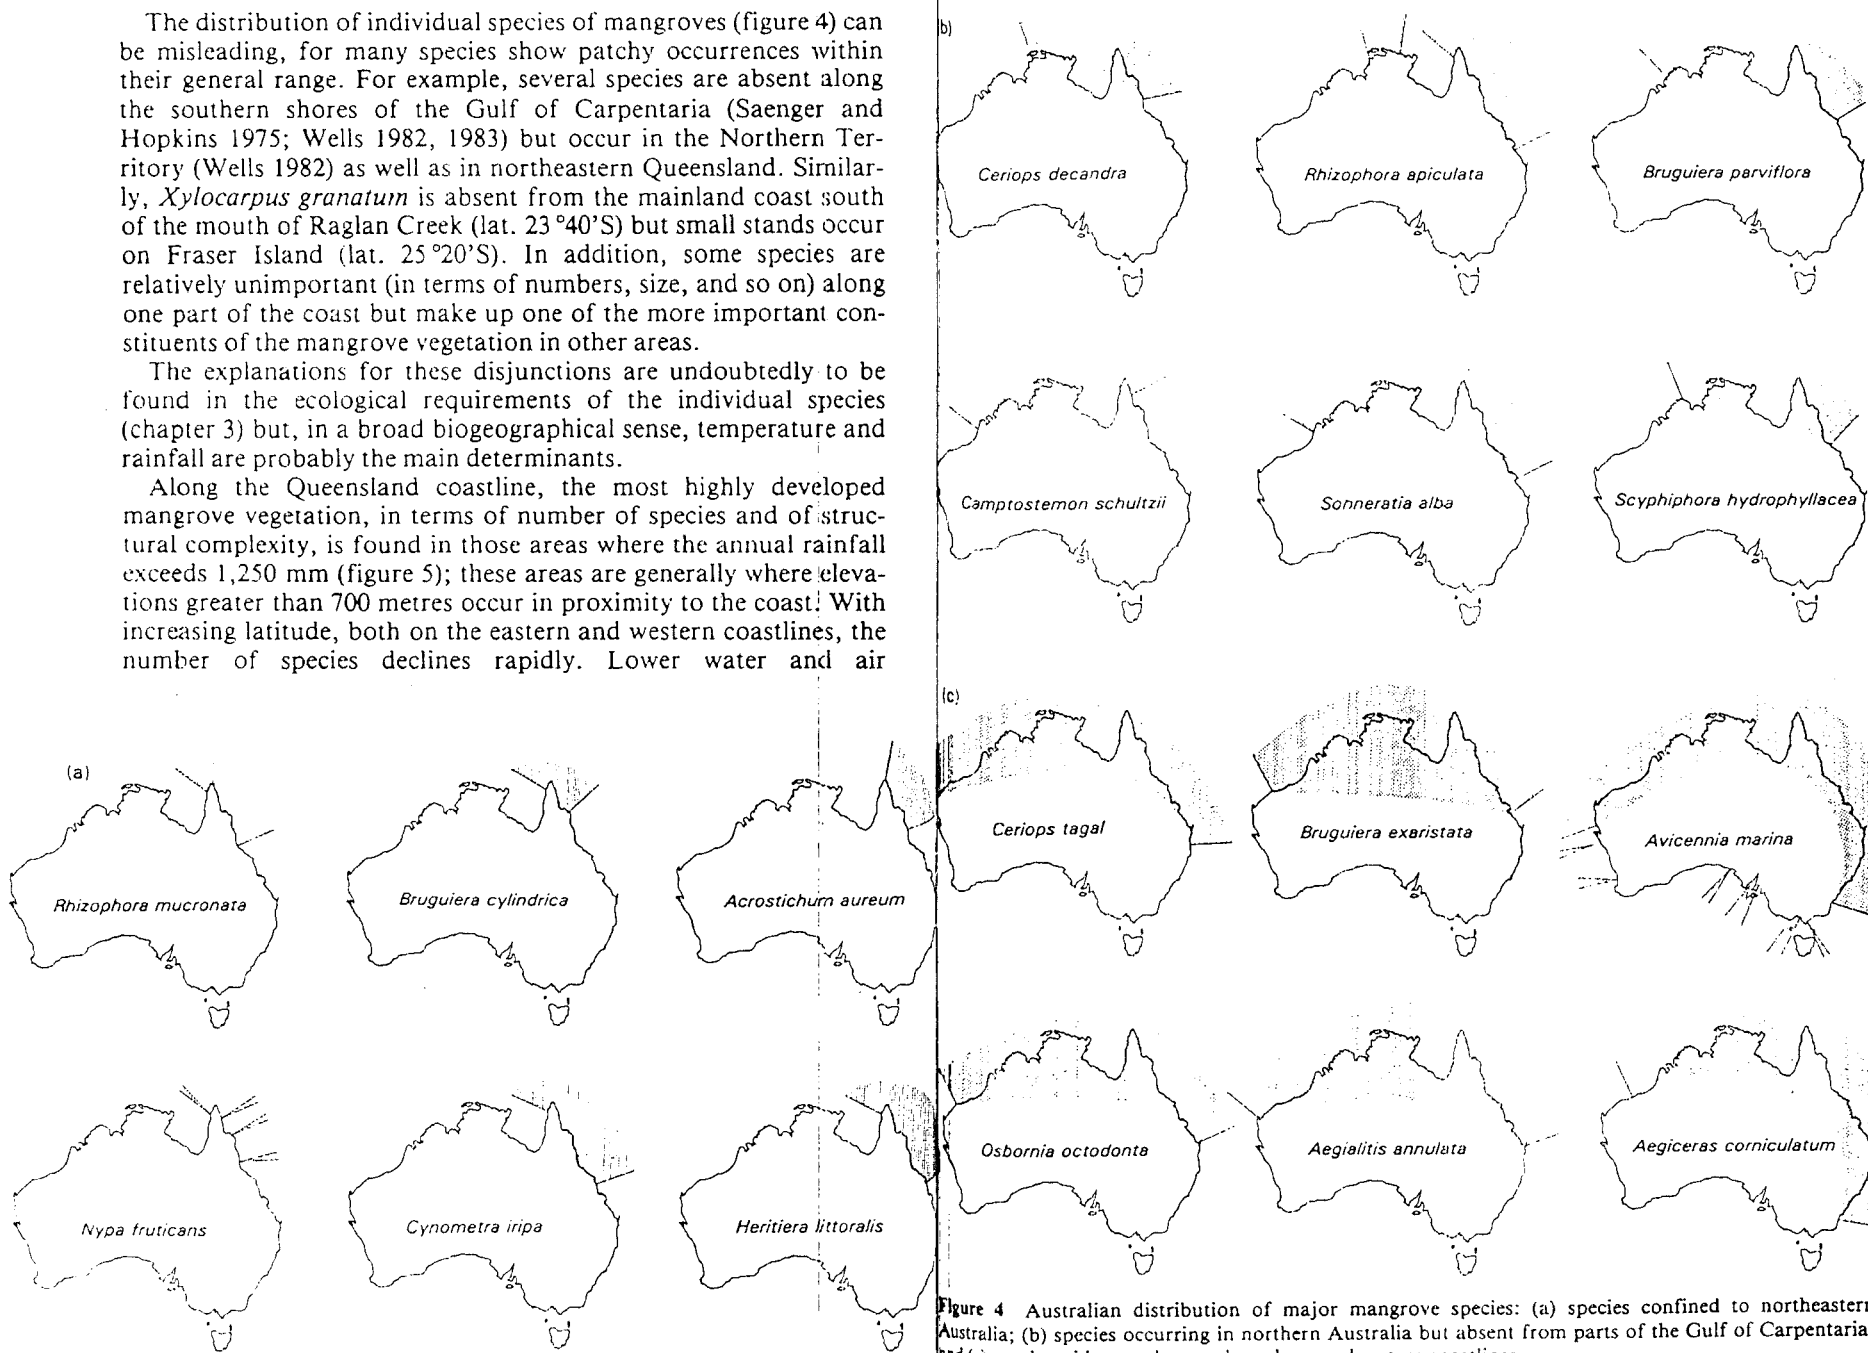 The distribution of individual species of mangroves (figure 4) can
be misleading, for many species show patchy occurrences within
their general range. For example, several species are absent along
the southern shores of the Gulf of Carpentaria (Saenger and
Hopkins 1975; Wells 1982, 1983) but occur in the Northern Ter-
ritory (Wells 1982) as well as in northeastern Queensland. Similar-
ly, Xylocarpus granatum is absent from the mainland coast south
of the mouth of Raglan Creek (lat. 23°40'S) but small stands occur
on Fraser Island (lat. 25°20'S). In addition, some species are
relatively unimportant (in terms of numbers, size, and so on) along
one part of the coast but make up one of the more important con-
stituents of the mangrove vegetation in other areas.
The explanations for these disjunctions are undoubtedly to be
found in the ecological requirements of the individual species
(chapter 3) but, in a broad biogeographical sense, temperature and
rainfall are probably the main determinants.
Along the Queensland coastline, the most highly developed
mangrove vegetation, in terms of number of species and of struc-
tural complexity, is found in those areas where the annual rainfall
exceeds 1,250 mm (figure 5); these areas are generally where eleva-
tions greater than 700 metres occur in proximity to the coast. With
increasing latitude, both on the eastern and western coastlines, the
number of species declines rapidly. Lower water and air
(a)
Rhizophora mucronata
Bruguiera cylindrica
Acrostichum aureum
Nypa fruticans
Cynometra iripa
Heritiera littoralis
(b)
Ceriops decandra
Rhizophora apiculata
Bruguiera parviflora
Camptostemon schultzii
Sonneratia alba
Scyphiphora hydrophyllacea
(c)
Ceriops tagal
Bruguiera exaristata
Avicennia marina
Osbornia octodonta
Aegialitis annulata
Aegiceras corniculatum
Figure 4 Australian distribution of major mangrove species: (a) species confined to northeastern
Australia; (b) species occurring in northern Australia but absent from parts of the Gulf of Carpentaria